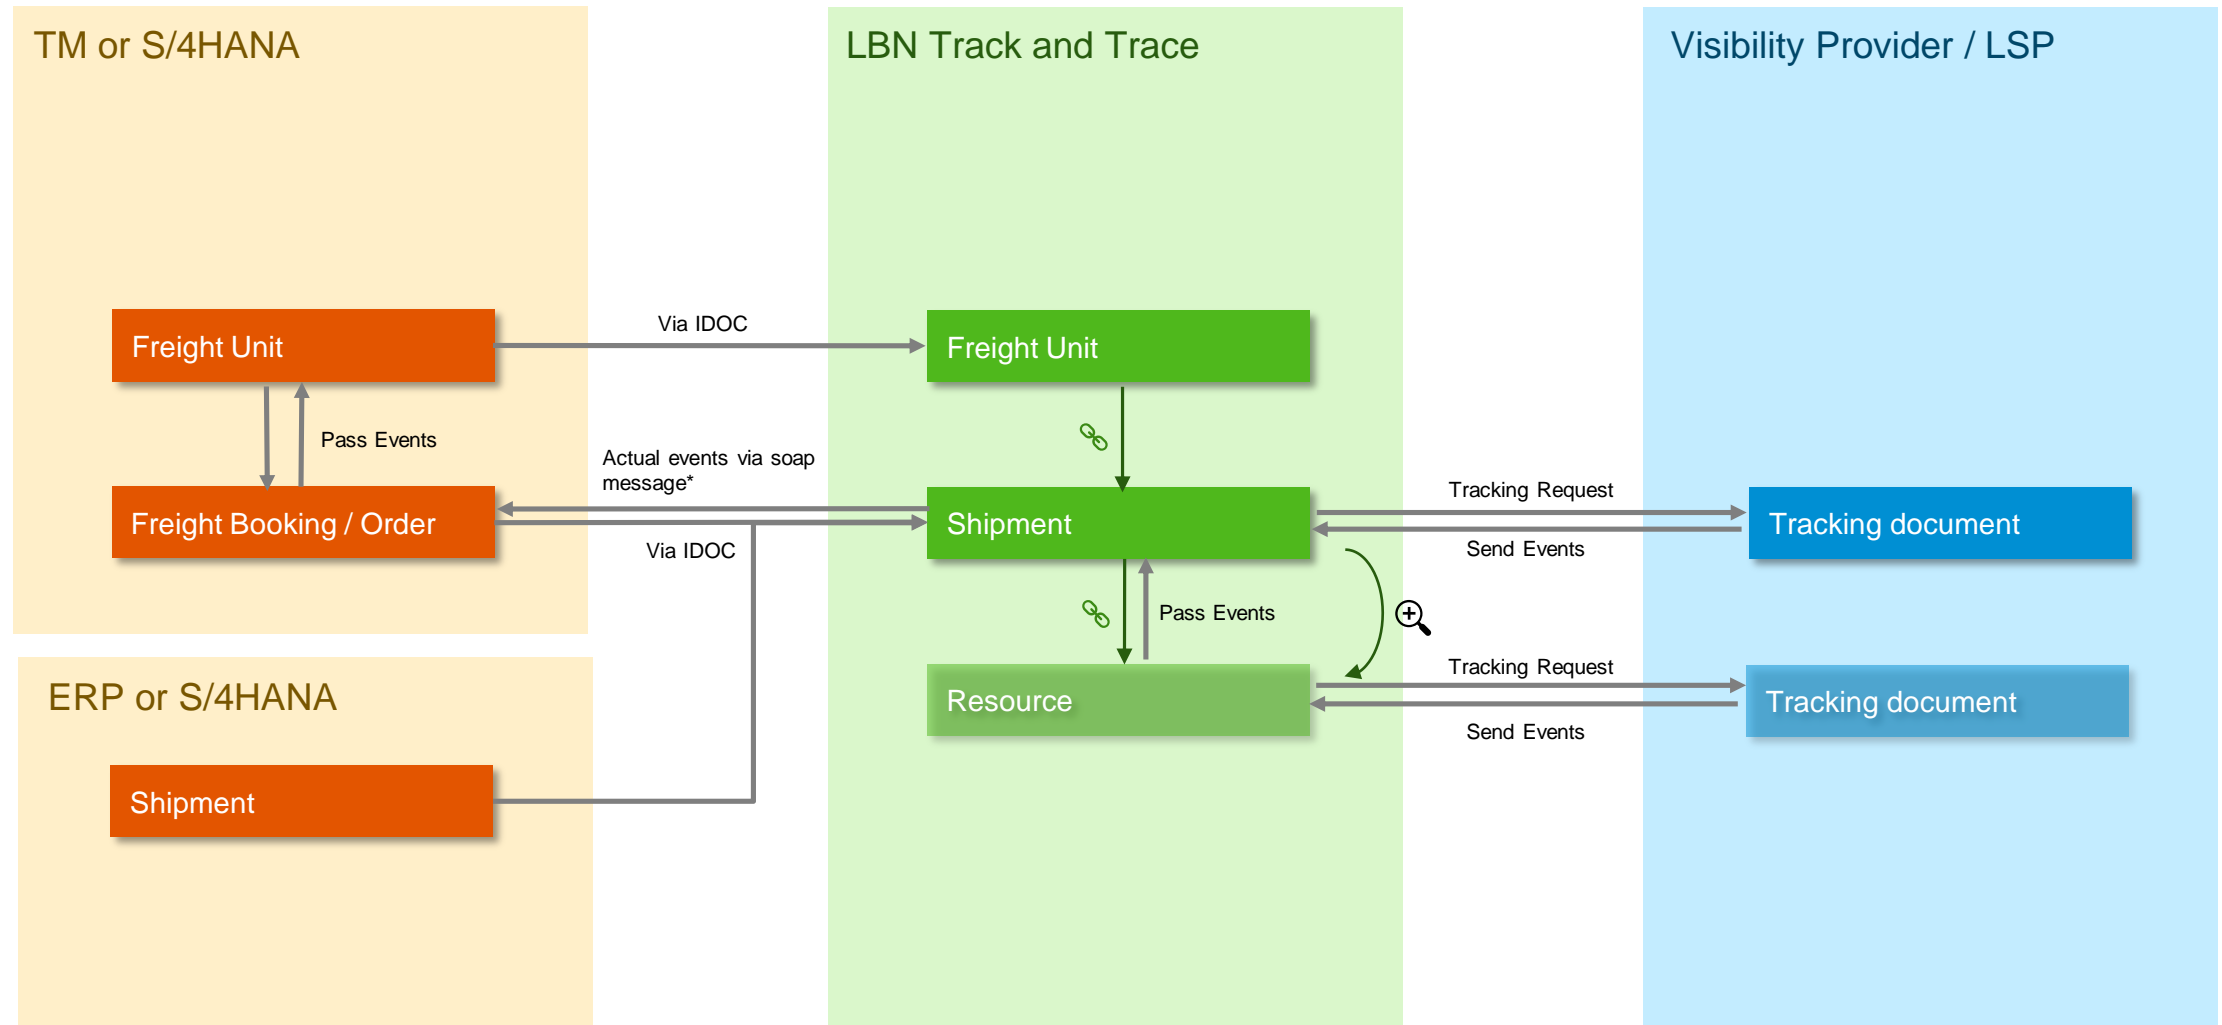 TM or S/4HANA
LBN Track and Trace
Visibility Provider / LSP
Freight Unit
Via IDOC
Freight Unit
Pass Events
Actual events via soap
message*
Freight Booking / Order
Via IDOC
Shipment
Tracking Request
Send Events
Tracking document
Pass Events
ERP or S/4HANA
Resource
Tracking Request
Send Events
Tracking document
Shipment